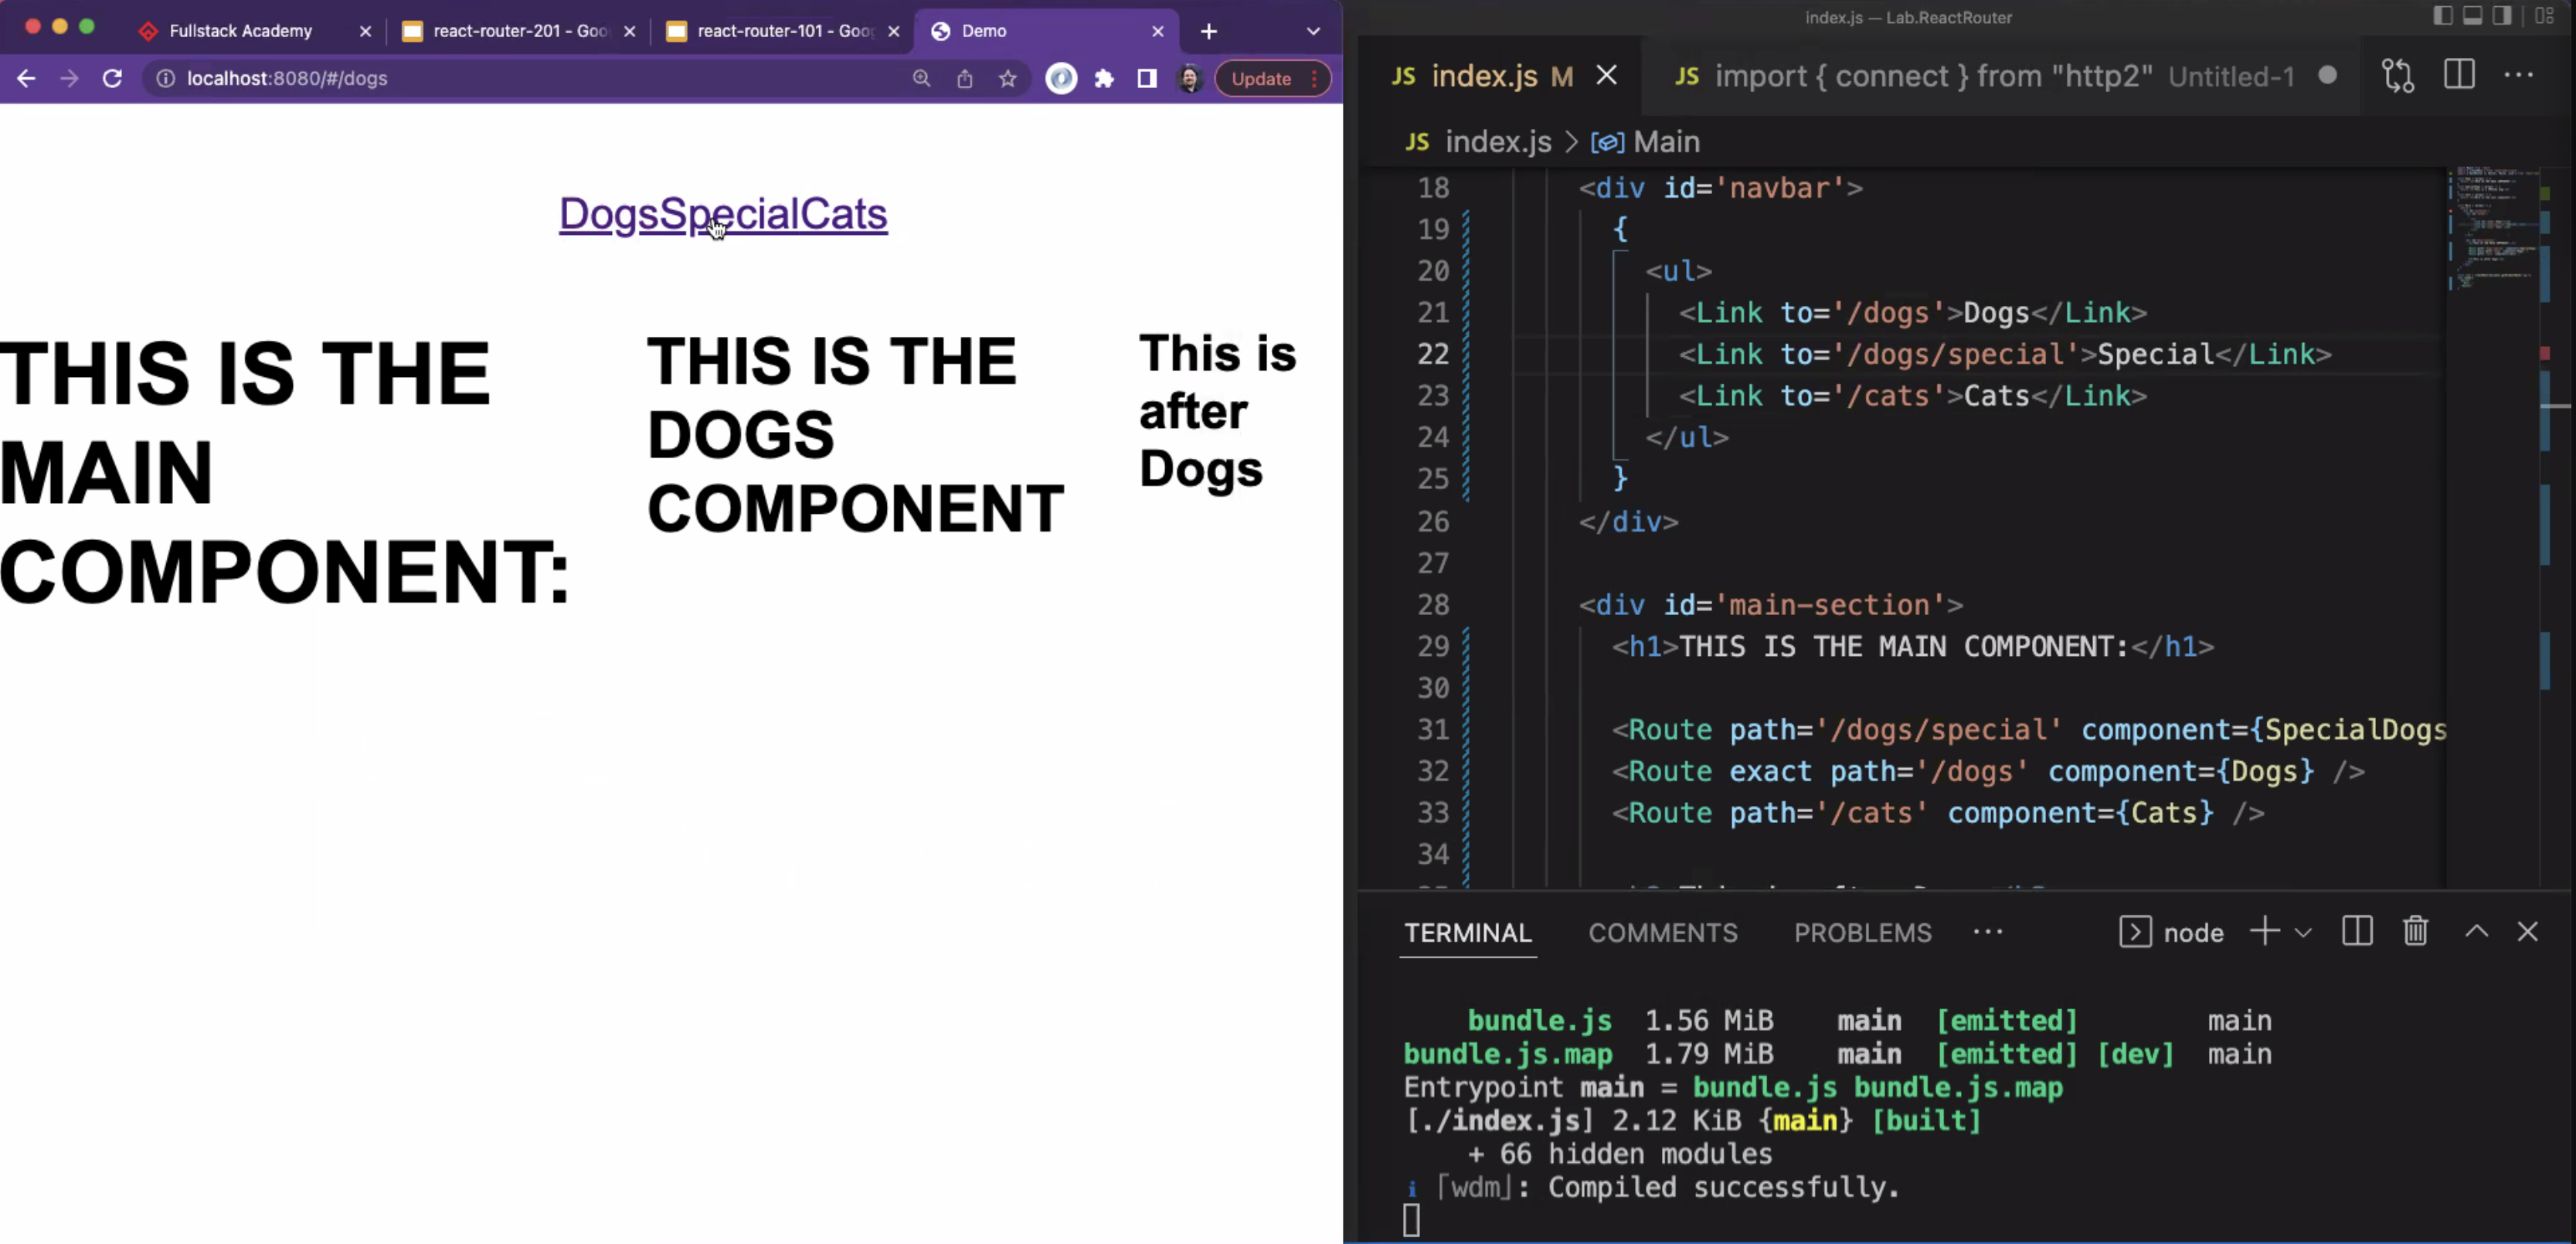 Fullstack Academy
react-router-201 - Goo
react-router-101 - Goog
Demo
localhost:8080/#/dogs
Update
DogsSpecialCats
THIS IS THE
MAIN
COMPONENT:
THIS IS THE
DOGS
COMPONENT
This is
after
Dogs
index.js — Lab.ReactRouter
JS index.js M
JS import { connect } from "http2" Untitled-1
JS index.js > Main
18 <div id='navbar'>
19 {
20 <ul>
21 <Link to='/dogs'>Dogs</Link>
22 <Link to='/dogs/special'>Special</Link>
23 <Link to='/cats'>Cats</Link>
24 </ul>
25 }
26 </div>
27
28 <div id='main-section'>
29 <h1>THIS IS THE MAIN COMPONENT:</h1>
30
31 <Route path='/dogs/special' component={SpecialDogs
32 <Route exact path='/dogs' component={Dogs} />
33 <Route path='/cats' component={Cats} />
34
TERMINAL COMMENTS PROBLEMS ··· node
bundle.js 1.56 MiB main [emitted] main
bundle.js.map 1.79 MiB main [emitted] [dev] main
Entrypoint main = bundle.js bundle.js.map
[./index.js] 2.12 KiB {main} [built]
+ 66 hidden modules
i ｢wdm｣: Compiled successfully.